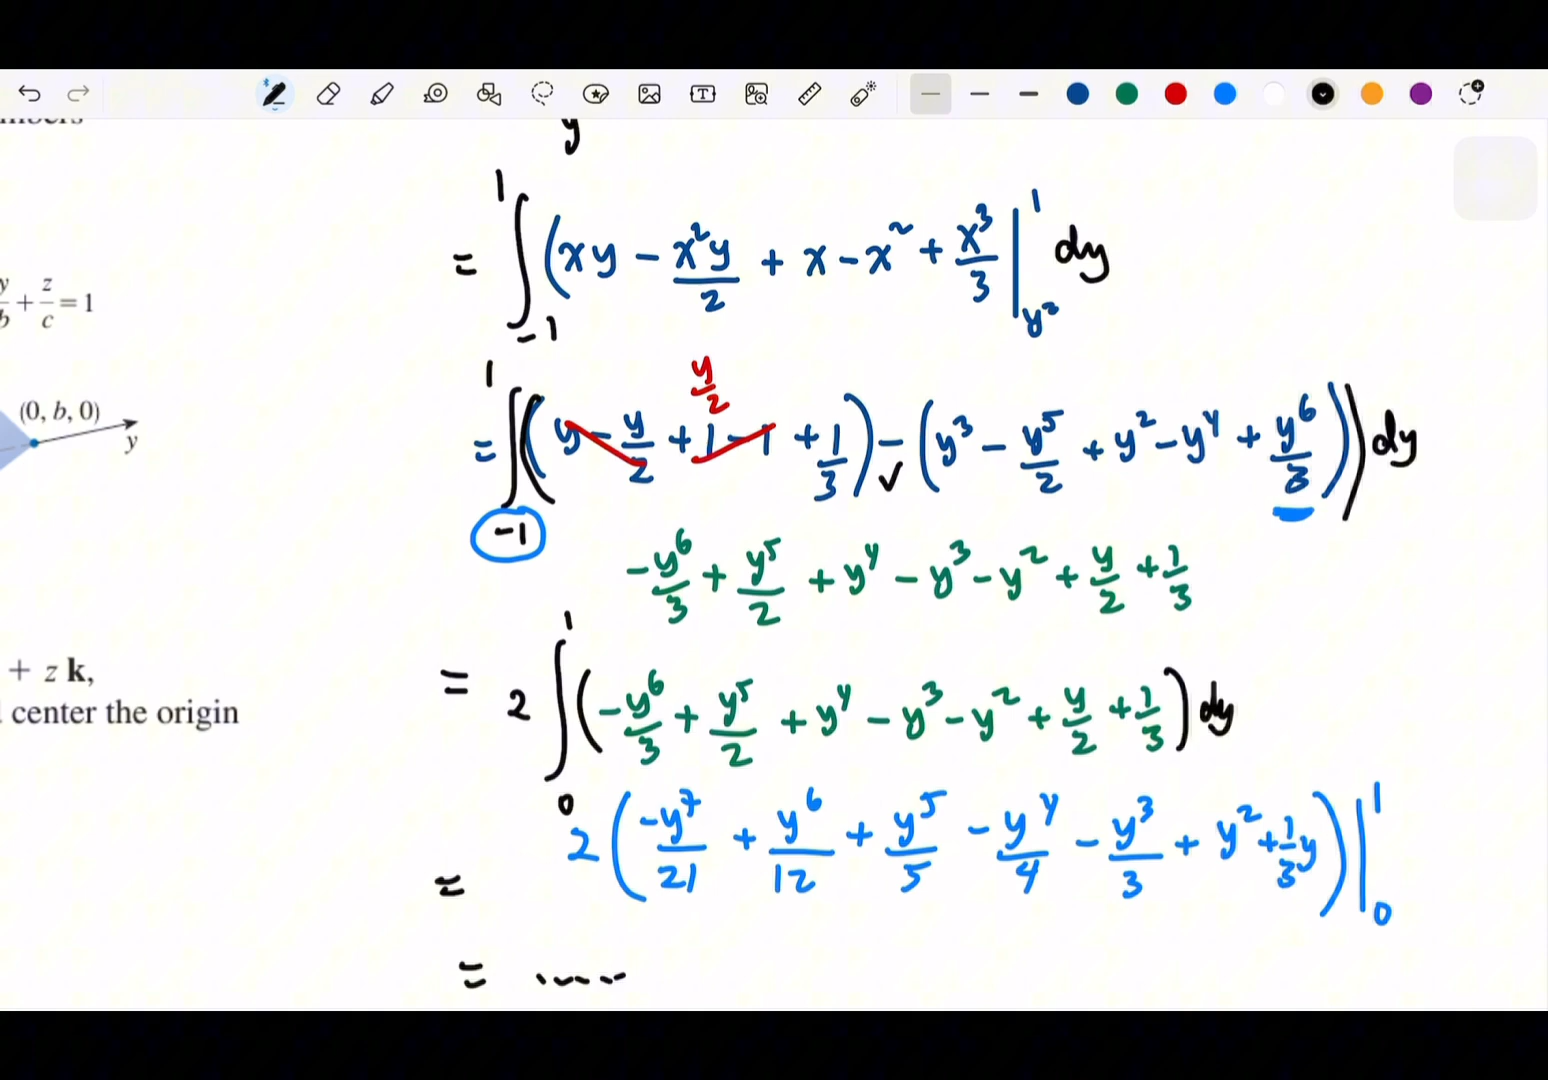 y
= ∫_{-1}^{1} (xy - x²y/2 + x - x² + x³/3 |_{y²}^{1} dy
y/b + z/c = 1
y/2
= ∫_{-1}^{1} ((y - y/2 + 1 - 1 + 1/3) - (y³ - y⁵/2 + y² - y⁴ + y⁶/3)) dy
(0, b, 0)
y
-y⁶/3 + y⁵/2 + y⁴ - y³ - y² + y/2 + 1/3
+ z k,
= 2 ∫_{0}^{1} (-y⁶/3 + y⁵/2 + y⁴ - y³ - y² + y/2 + 1/3) dy
center the origin
= 2 (-y⁷/21 + y⁶/12 + y⁵/5 - y⁴/4 - y³/3 + y² + 1/3 y) |_{0}^{1}
= .....